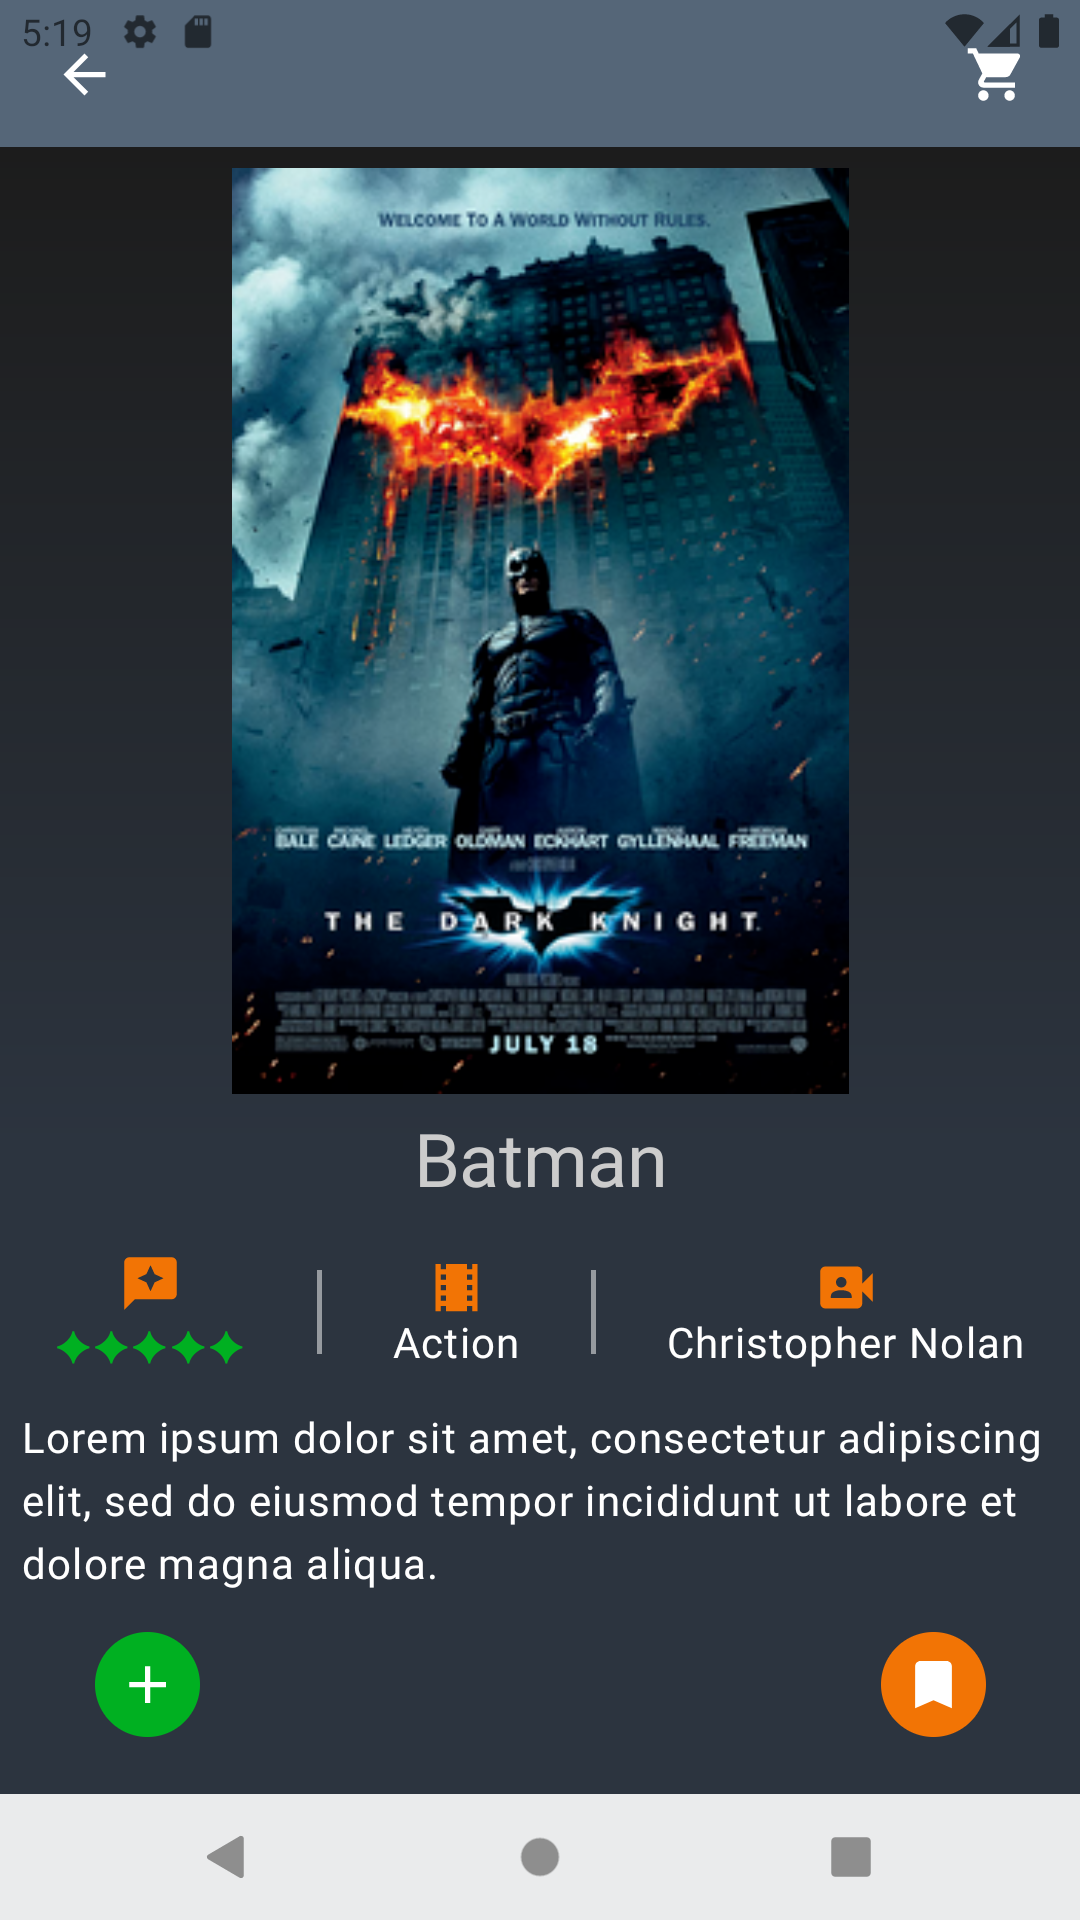 5:19
WELCOME TO A WORLD WITHOUT RULES.
BALE CAINE LEDGER OLDMAN ECKHART GYLLENHAAL FREEMAN
THE DARK KNIGHT
JULY 18
Batman
Action
Christopher Nolan
Lorem ipsum dolor sit amet, consectetur adipiscing
elit, sed do eiusmod tempor incididunt ut labore et
dolore magna aliqua.